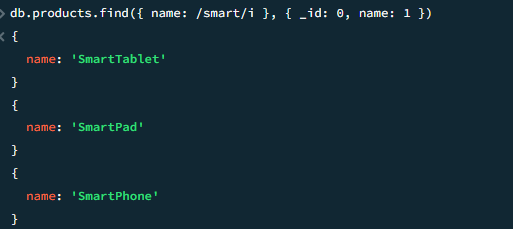 > db.products.find({ name: /smart/i }, { _id: 0, name: 1 })
< {
name: 'SmartTablet'
}
{
name: 'SmartPad'
}
{
name: 'SmartPhone'
}